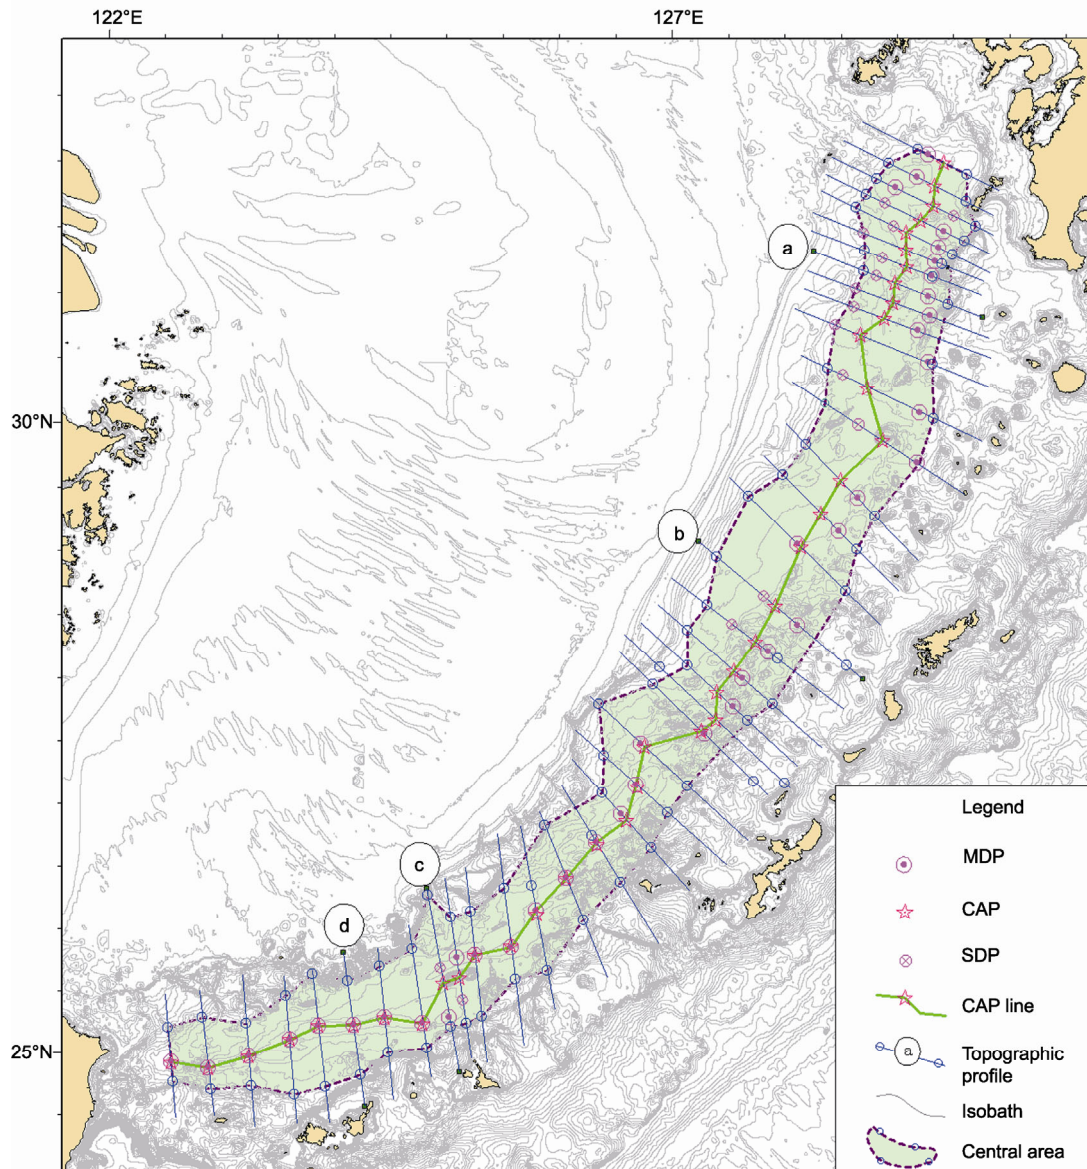 122°E 127°E
a
30°N
b
c
d
25°N
Legend
MDP
CAP
SDP
CAP line
a Topographic
profile
Isobath
Central area